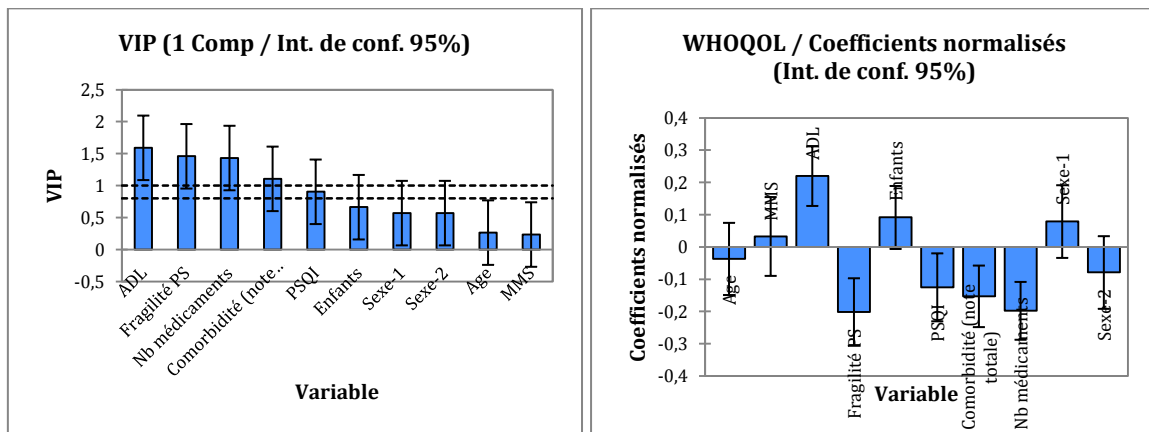 VIP (1 Comp / Int. de conf. 95%)
2,5
2
1,5
1
0,5
0
-0,5
VIP
ADL
Fragilité PS
Nb médicaments
Comorbidité (note..
PSQI
Enfants
Sexe-1
Sexe-2
Age
MMS
Variable
WHOQOL / Coefficients normalisés
(Int. de conf. 95%)
0,4
0,3
0,2
0,1
0
-0,1
-0,2
-0,3
-0,4
Coefficients normalisés
Age
MMS
ADL
Fragilité PS
Enfants
PSQI
Comorbidité (note
totale)
Nb médicaments
Sexe-1
Sexe-2
Variable